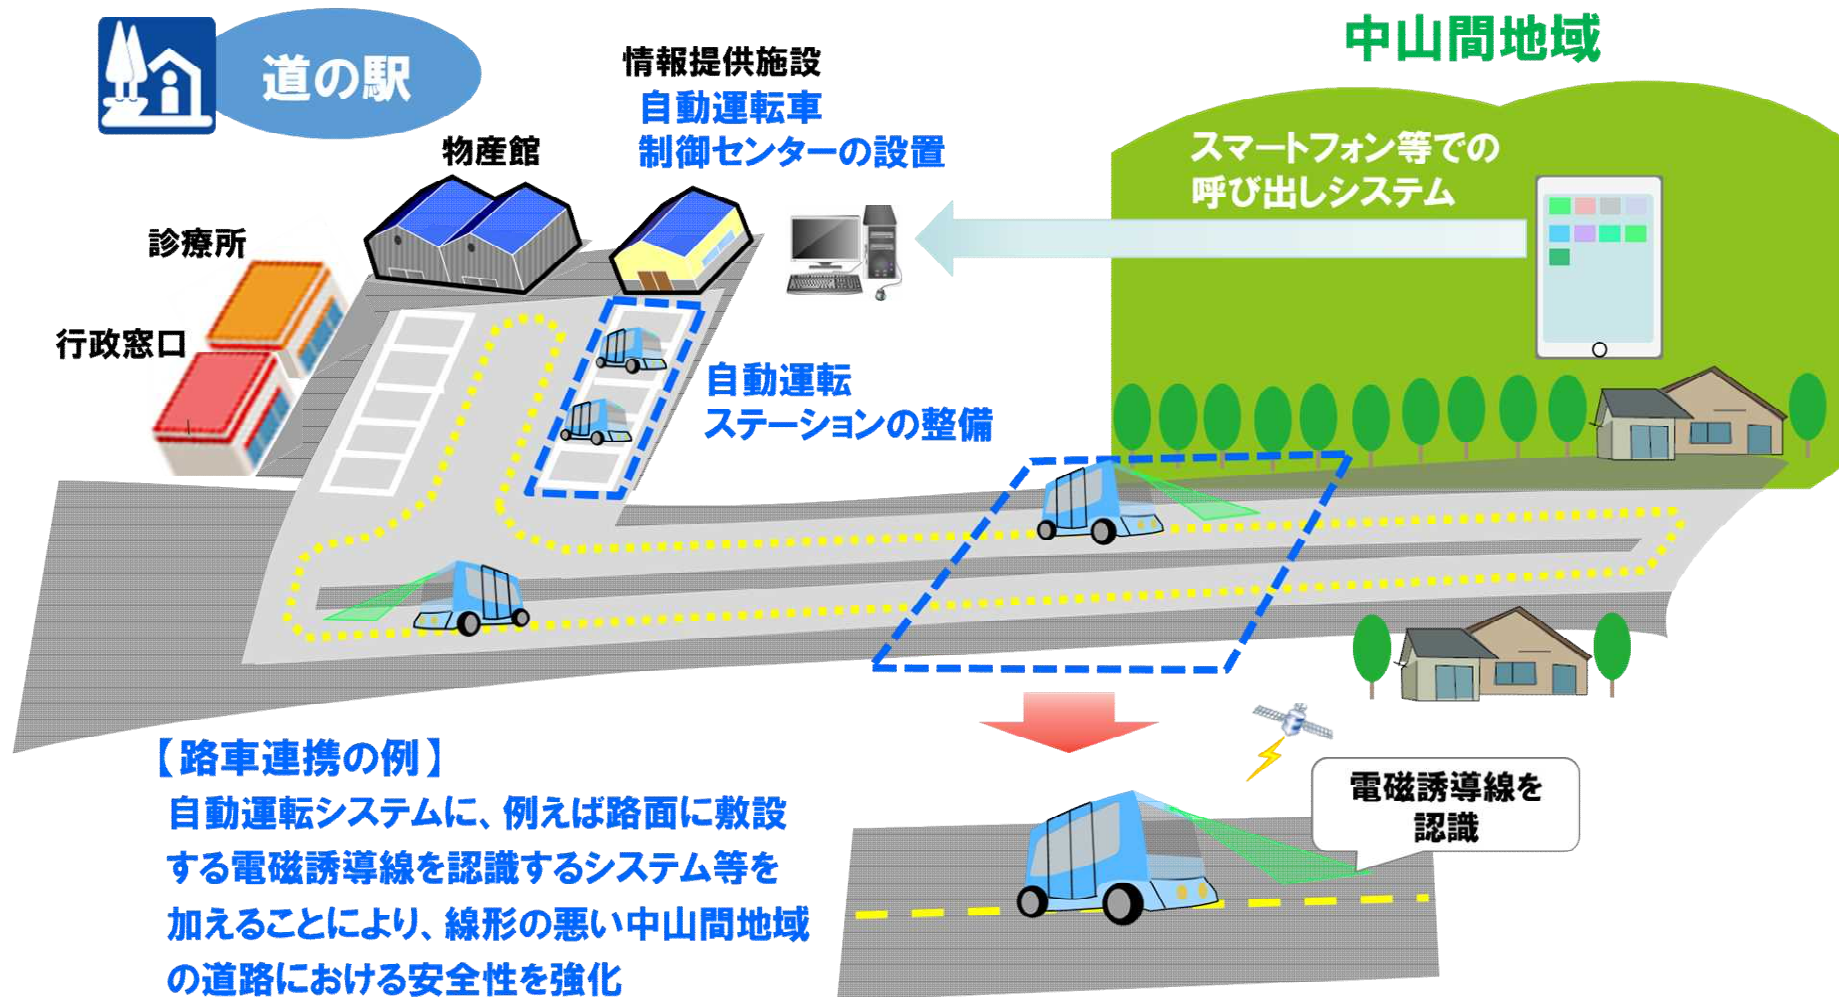 道の駅
情報提供施設
自動運転車
制御センターの設置
物産館
診療所
行政窓口
自動運転
ステーションの整備
中山間地域
スマートフォン等での
呼び出しシステム
【路車連携の例】
自動運転システムに、例えば路面に敷設
する電磁誘導線を認識するシステム等を
加えることにより、線形の悪い中山間地域
の道路における安全性を強化
電磁誘導線を
認識